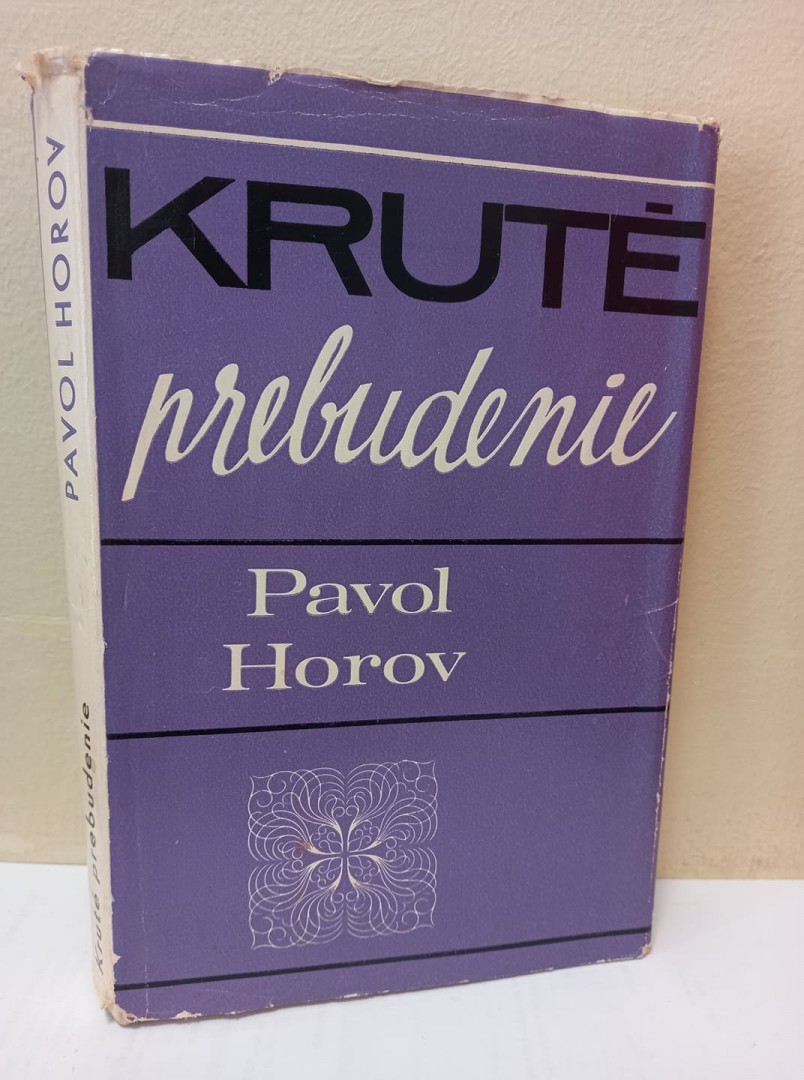 KRUTÉ
prebudenie
Pavol
Horov
PAVOL HOROV
Kruté prebudenie